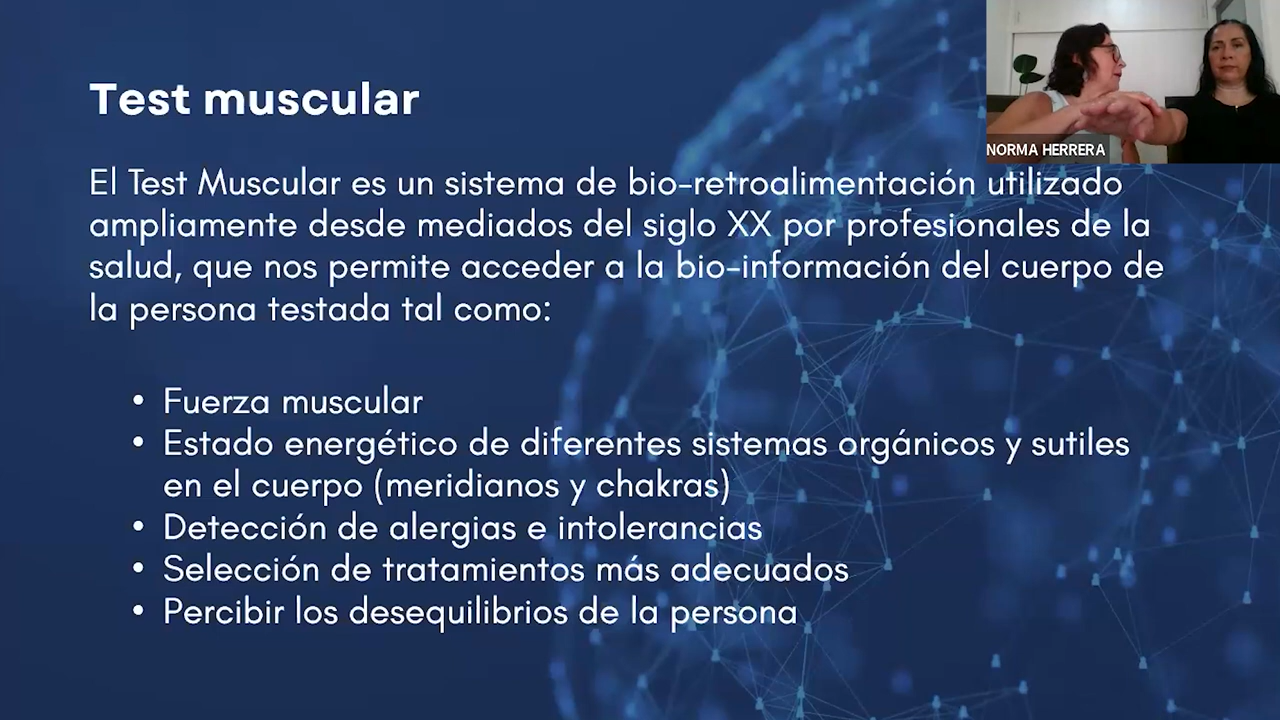 Test muscular
NORMA HERRERA
El Test Muscular es un sistema de bio-retroalimentación utilizado
ampliamente desde mediados del siglo XX por profesionales de la
salud, que nos permite acceder a la bio-información del cuerpo de
la persona testada tal como:
• Fuerza muscular
• Estado energético de diferentes sistemas orgánicos y sutiles
en el cuerpo (meridianos y chakras)
• Detección de alergias e intolerancias
• Selección de tratamientos más adecuados
• Percibir los desequilibrios de la persona